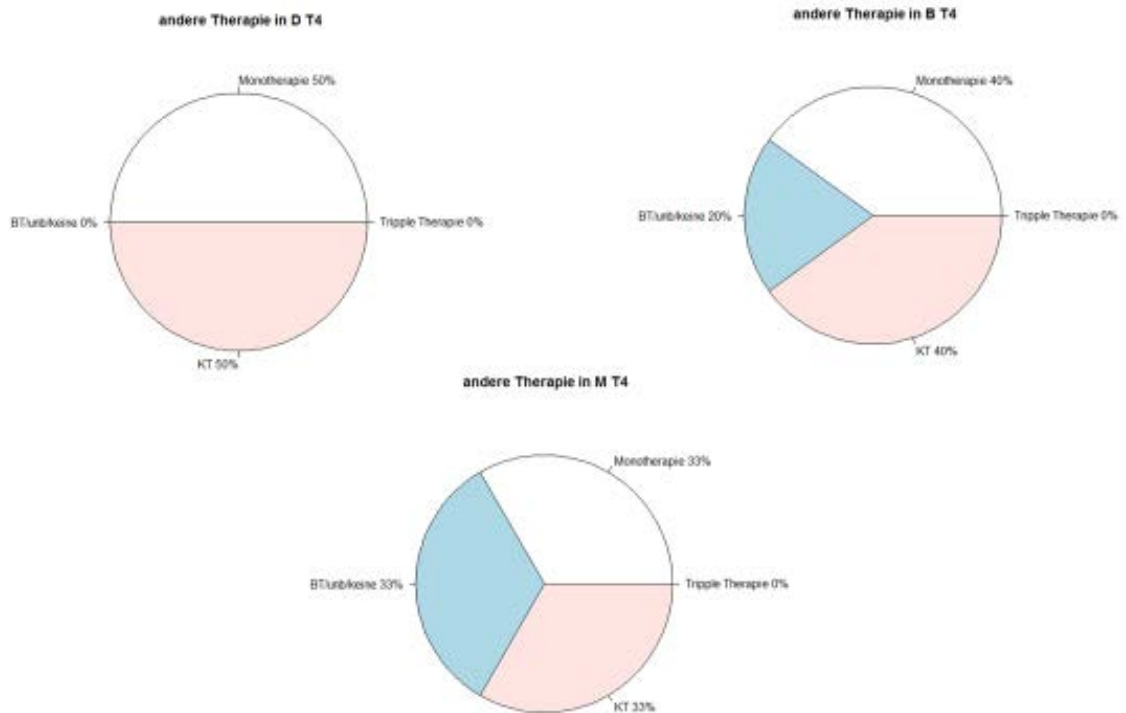 andere Therapie in D T4
Monotherapie 50%
BT/unb/keine 0%
Tripple Therapie 0%
KT 50%
andere Therapie in B T4
Monotherapie 40%
BT/unb/keine 20%
Tripple Therapie 0%
KT 40%
andere Therapie in M T4
Monotherapie 33%
BT/unb/keine 33%
Tripple Therapie 0%
KT 33%